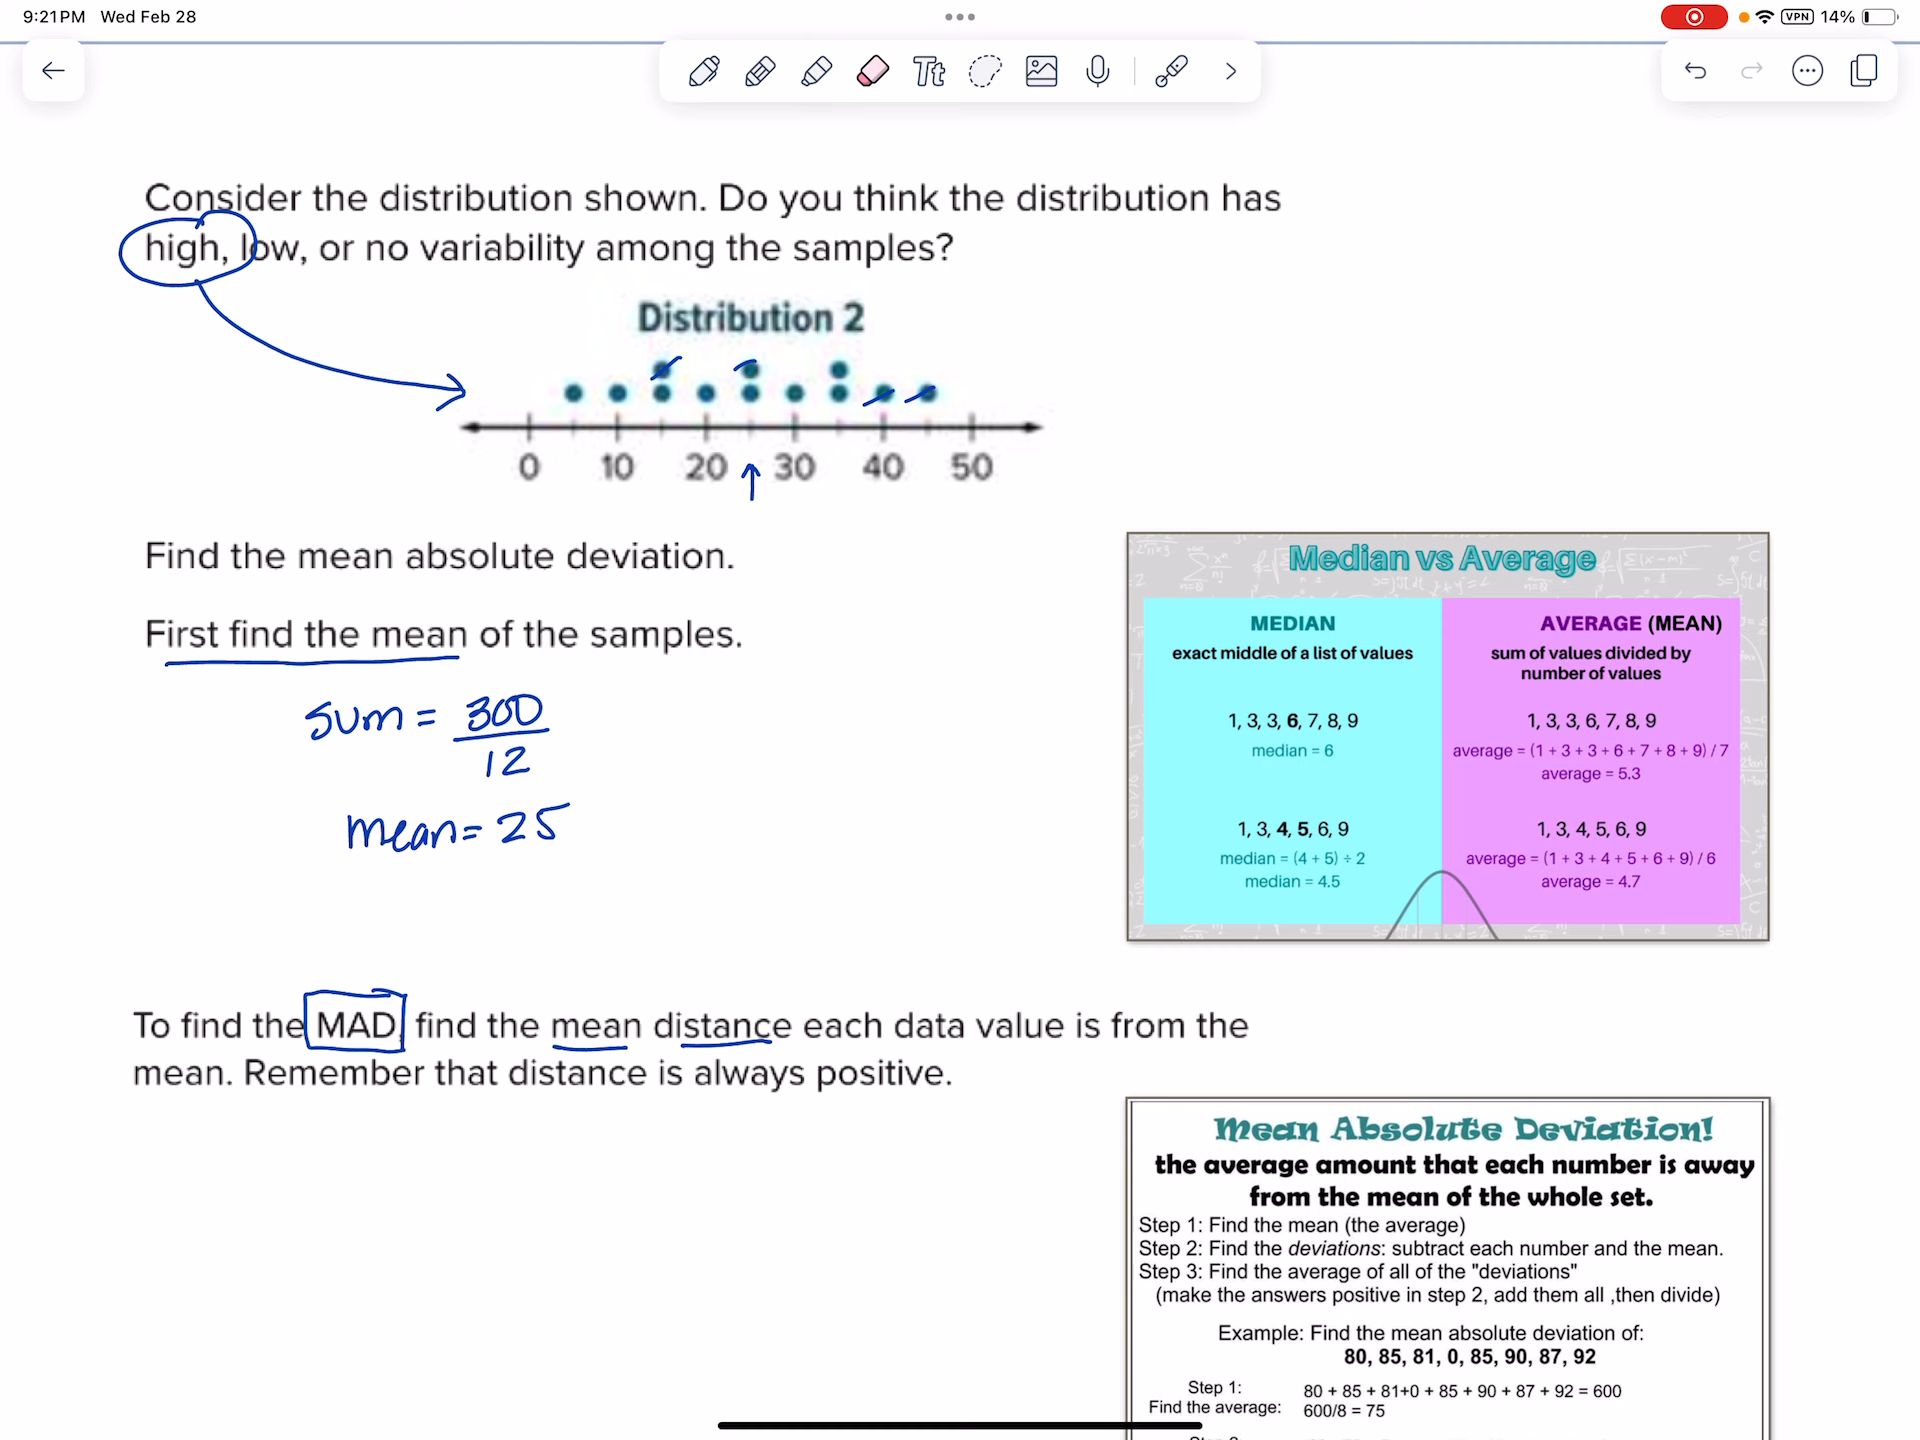 9:21PM Wed Feb 28
VPN 14%
Tt
Consider the distribution shown. Do you think the distribution has
high, low, or no variability among the samples?
Distribution 2
0 10 20 30 40 50
Find the mean absolute deviation.
First find the mean of the samples.
sum = 300
12
mean = 25
Median vs Average
MEDIAN
exact middle of a list of values
1, 3, 3, 6, 7, 8, 9
median = 6
1, 3, 4, 5, 6, 9
median = (4 + 5) ÷ 2
median = 4.5
AVERAGE (MEAN)
sum of values divided by
number of values
1, 3, 3, 6, 7, 8, 9
average = (1 + 3 + 3 + 6 + 7 + 8 + 9) / 7
average = 5.3
1, 3, 4, 5, 6, 9
average = (1 + 3 + 4 + 5 + 6 + 9) / 6
average = 4.7
To find the MAD, find the mean distance each data value is from the
mean. Remember that distance is always positive.
Mean Absolute Deviation!
the average amount that each number is away
from the mean of the whole set.
Step 1: Find the mean (the average)
Step 2: Find the deviations: subtract each number and the mean.
Step 3: Find the average of all of the "deviations"
(make the answers positive in step 2, add them all ,then divide)
Example: Find the mean absolute deviation of:
80, 85, 81, 0, 85, 90, 87, 92
Step 1:
Find the average:
80 + 85 + 81+0 + 85 + 90 + 87 + 92 = 600
600/8 = 75